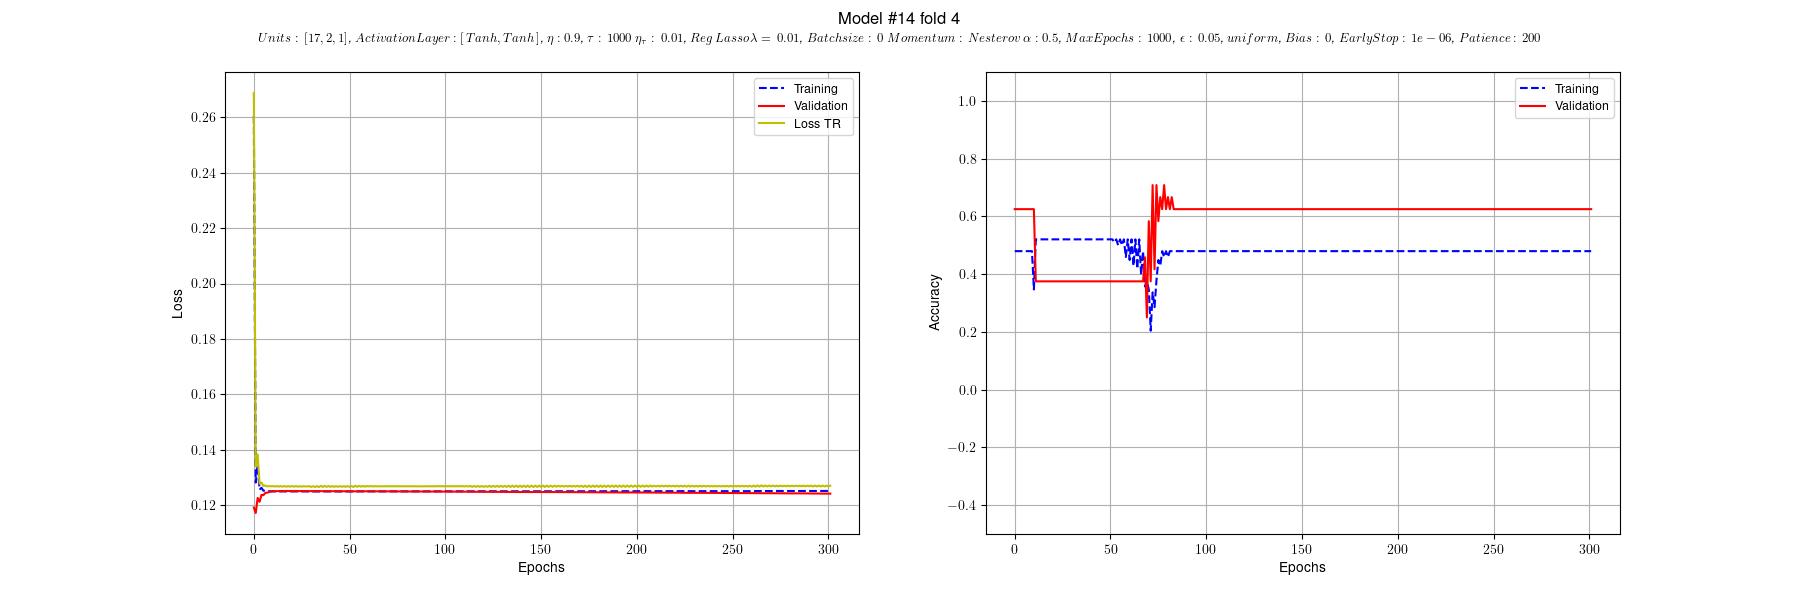 Model #14 fold 4
Units : [17, 2, 1], ActivationLayer : [Tanh, Tanh], η : 0.9, τ : 1000 η_τ : 0.01, Reg Lassoλ = 0.01, Batchsize : 0 Momentum : Nesterov α : 0.5, MaxEpochs : 1000, ϵ : 0.05, uniform, Bias : 0, EarlyStop : 1e − 06, Patience : 200
Loss
0.26
0.24
0.22
0.20
0.18
0.16
0.14
0.12
Training
Validation
Loss TR
0 50 100 150 200 250 300
Epochs
Accuracy
1.0
0.8
0.6
0.4
0.2
0.0
−0.2
−0.4
Training
Validation
0 50 100 150 200 250 300
Epochs